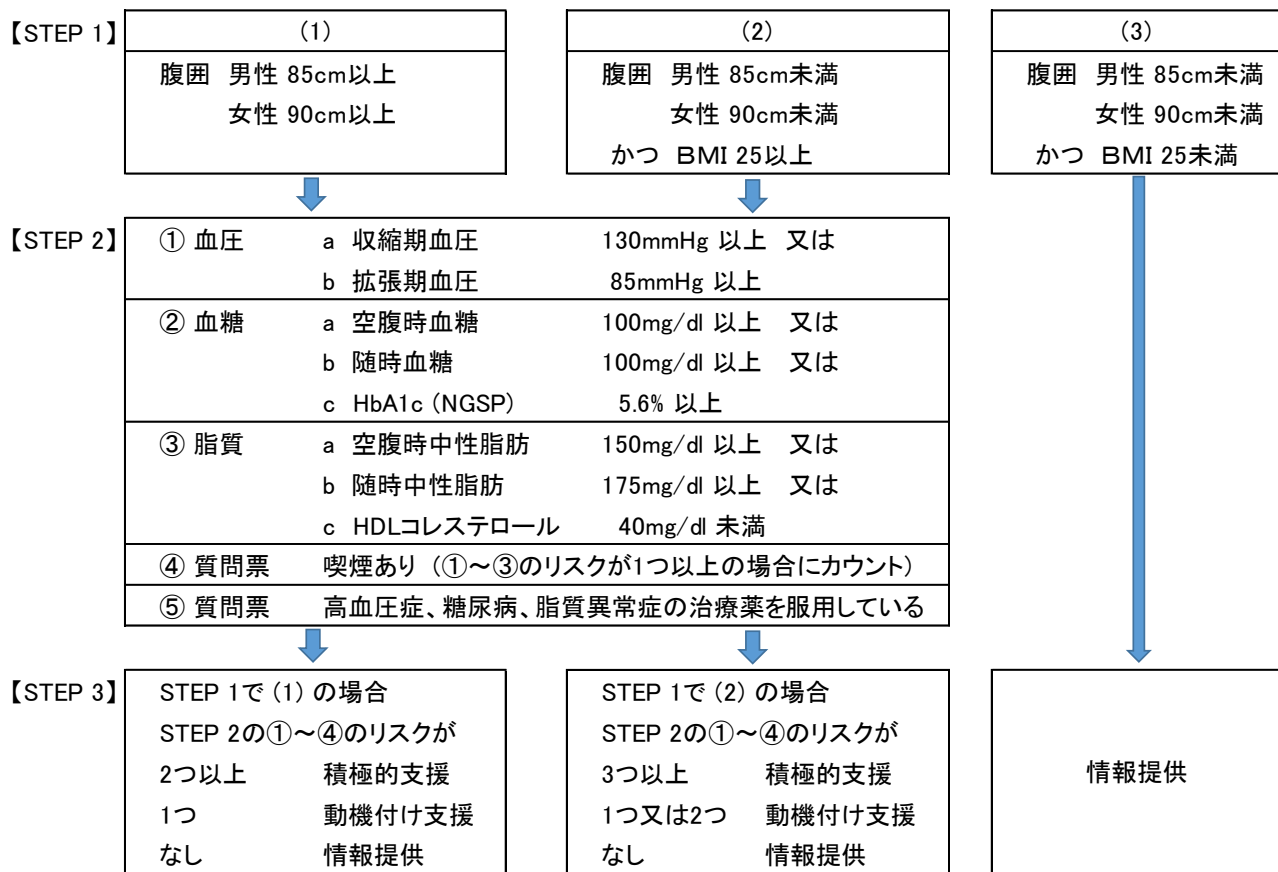 【STEP 1】 (1) (2) (3)
腹囲 男性 85cm以上 腹囲 男性 85cm未満 腹囲 男性 85cm未満
女性 90cm以上 女性 90cm未満 女性 90cm未満
かつ ＢＭＩ 25以上 かつ ＢＭＩ 25未満
【STEP 2】 ① 血圧 a 収縮期血圧 130mmHg 以上 又は
b 拡張期血圧 85mmHg 以上
② 血糖 a 空腹時血糖 100mg/dl 以上 又は
b 随時血糖 100mg/dl 以上 又は
c HbA1c (NGSP) 5.6% 以上
③ 脂質 a 空腹時中性脂肪 150mg/dl 以上 又は
b 随時中性脂肪 175mg/dl 以上 又は
c HDLコレステロール 40mg/dl 未満
④ 質問票 喫煙あり (①～③のリスクが1つ以上の場合にカウント)
⑤ 質問票 高血圧症、糖尿病、脂質異常症の治療薬を服用している
【STEP 3】 STEP 1で (1) の場合 STEP 1で (2) の場合
STEP 2の①～④のリスクが STEP 2の①～④のリスクが
2つ以上 積極的支援 3つ以上 積極的支援 情報提供
1つ 動機付け支援 1つ又は2つ 動機付け支援
なし 情報提供 なし 情報提供